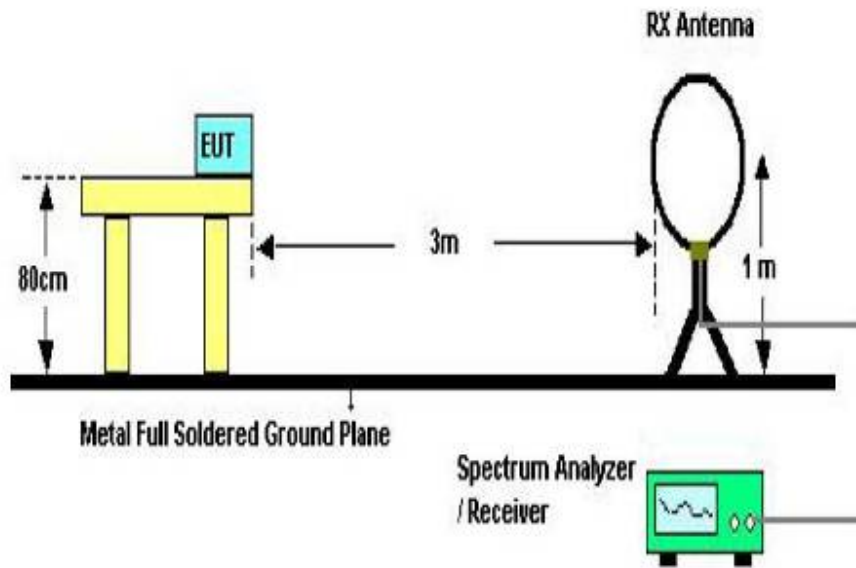 RX Antenna
EUT
3m
80cm
1 m
Metal Full Soldered Ground Plane
Spectrum Analyzer
/ Receiver